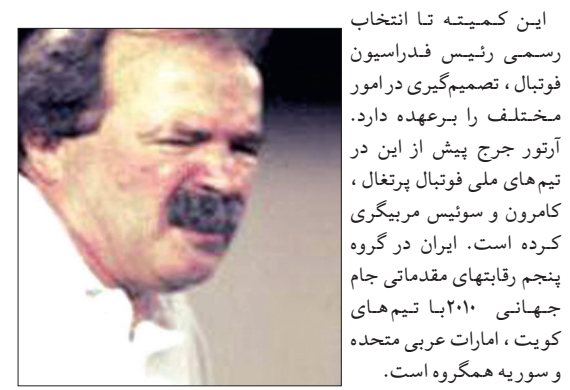 این کمیته تا انتخاب
رسمی رئیس فدراسیون
فوتبال ، تصمیم‌گیری در امور
مختلف را برعهده دارد.
آرتور جرج پیش از این در
تیم‌های ملی فوتبال پرتغال ،
کامرون و سوئیس مربیگری
کرده است. ایران در گروه
پنجم رقابتهای مقدماتی جام
جهانی ۲۰۱۰با تیم‌های
کویت ، امارات عربی متحده
و سوریه همگروه است.